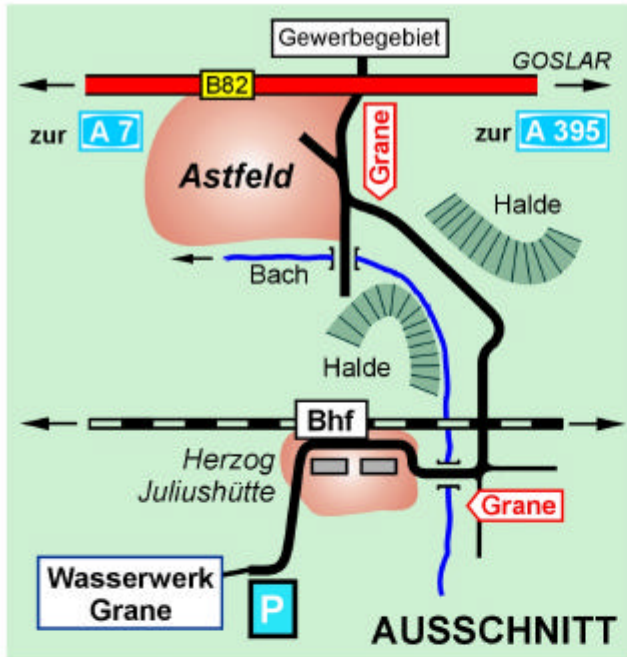 Gewerbegebiet
GOSLAR
B82
zur A 7
zur A 395
Grane
Astfeld
Halde
Bach
Halde
Bhf
Herzog
Juliushütte
Grane
Wasserwerk
Grane
P
AUSSCHNITT